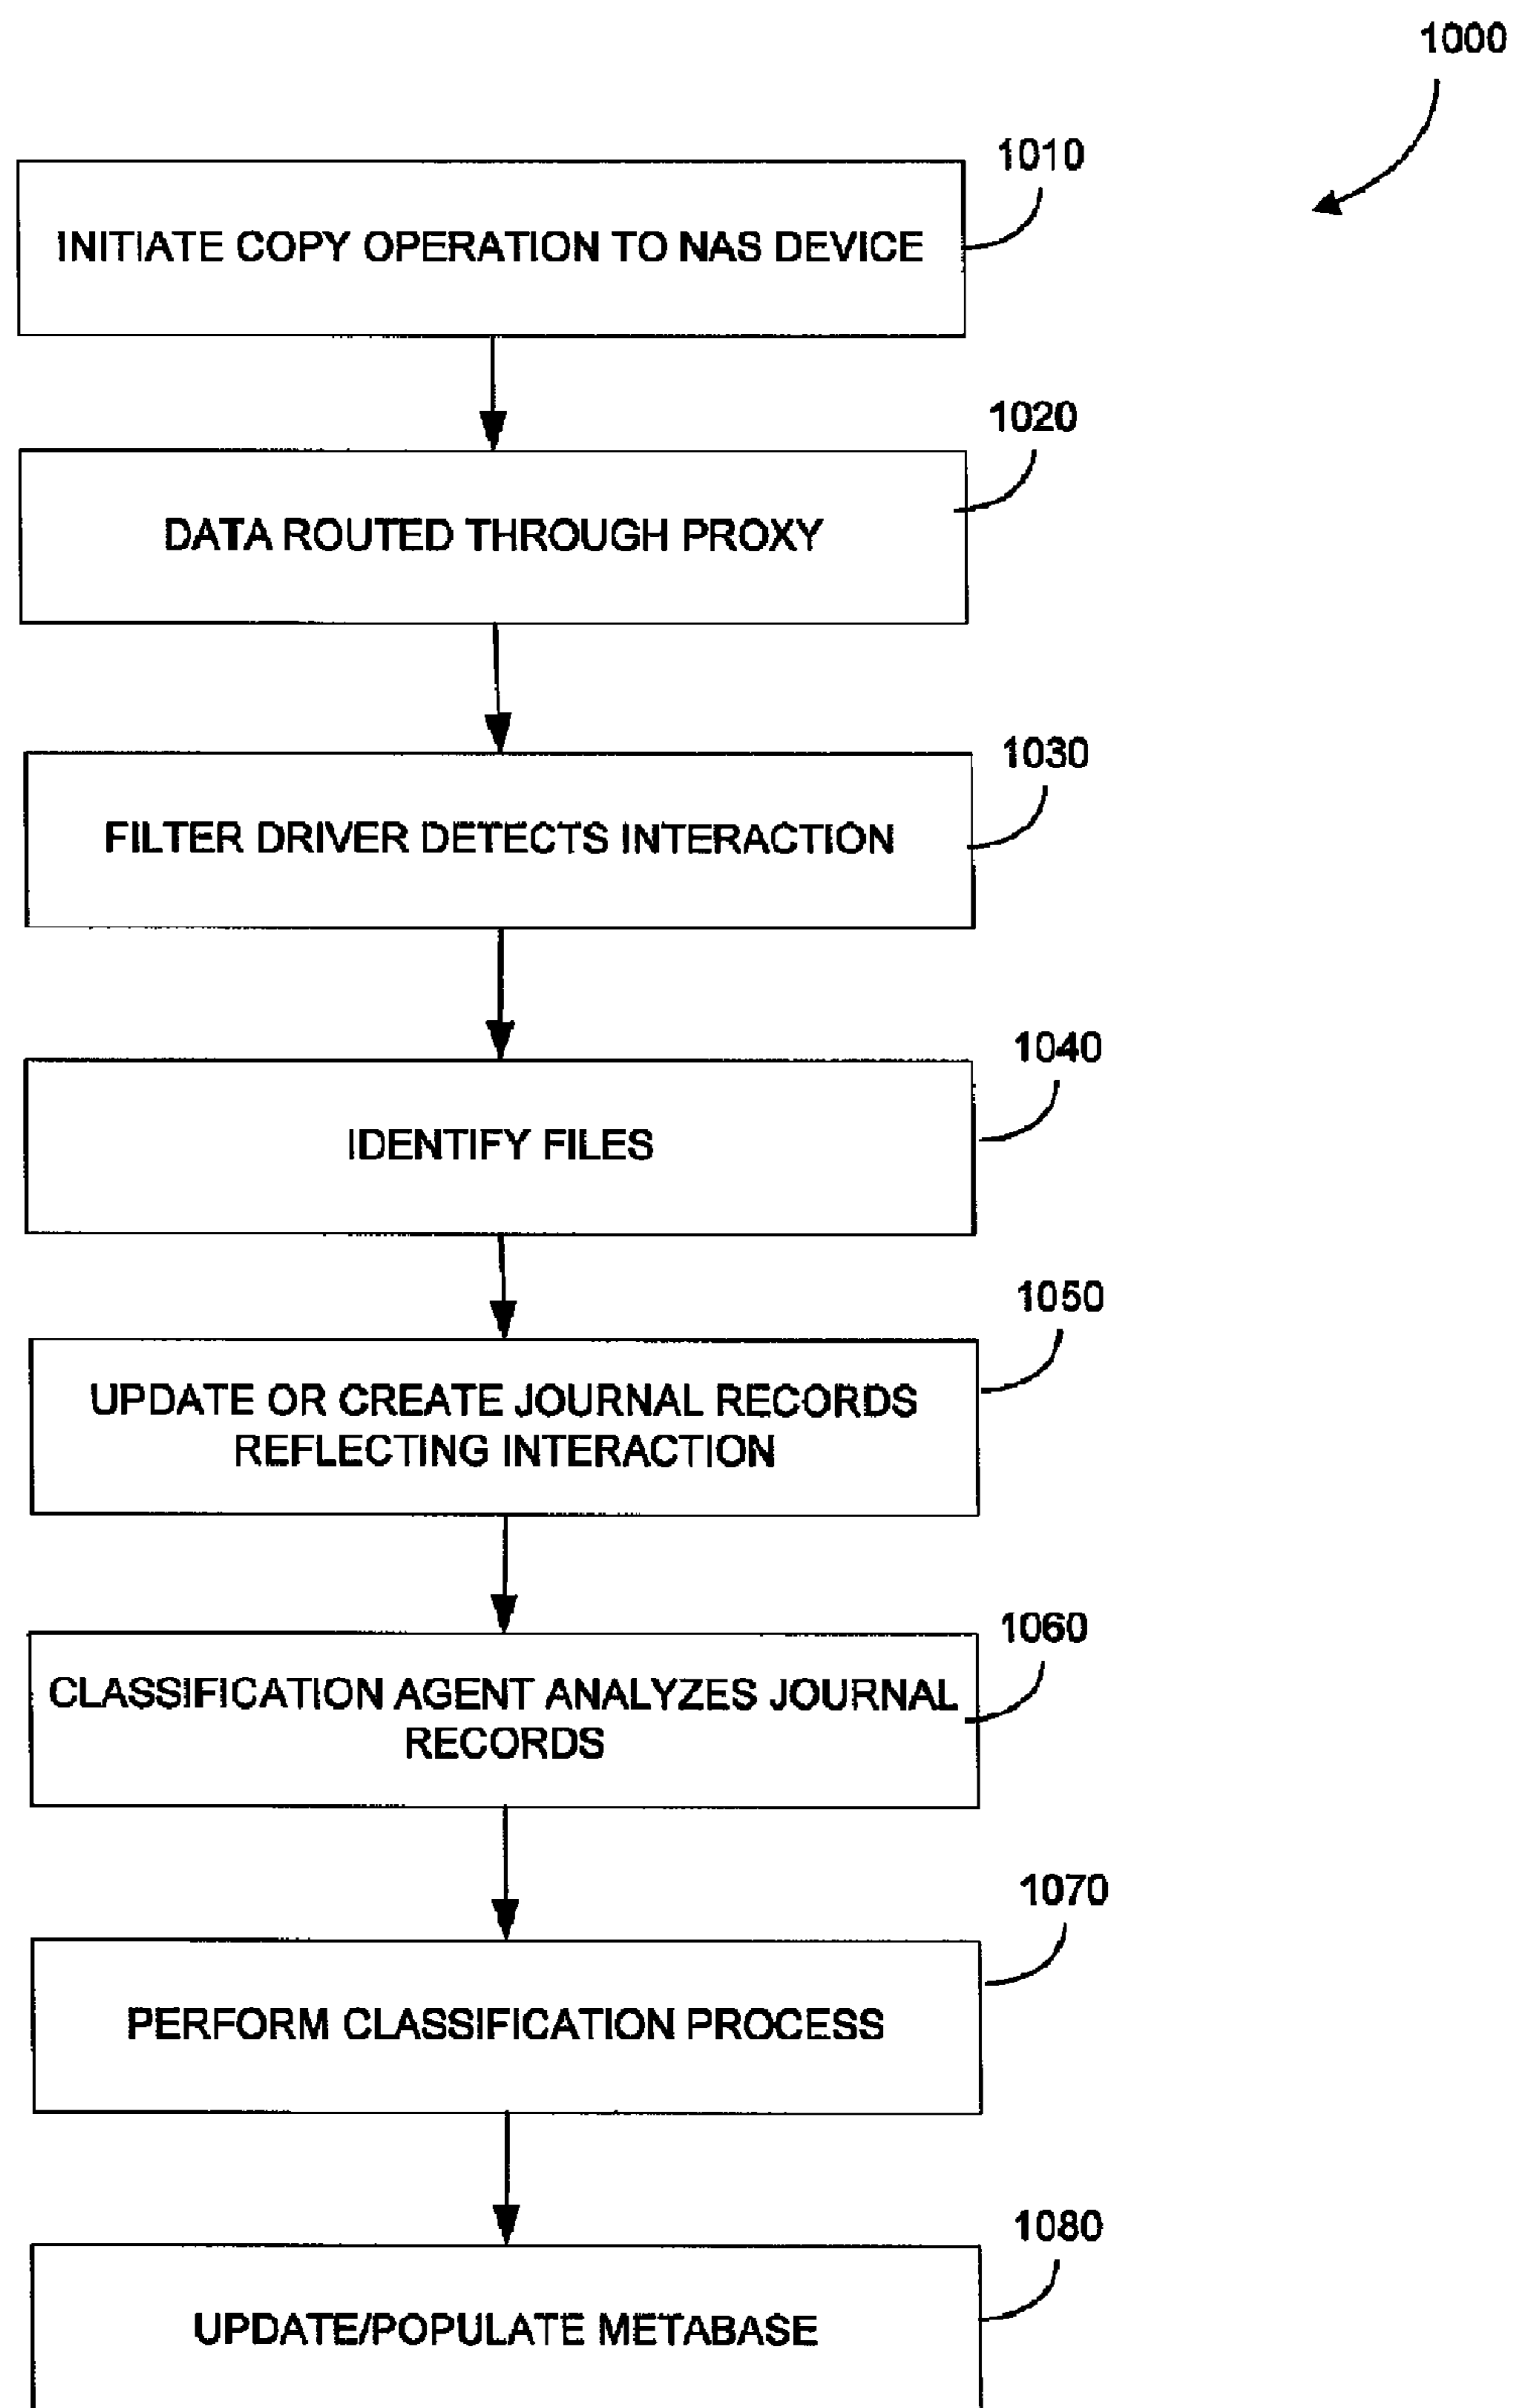 1000
1010
INITIATE COPY OPERATION TO NAS DEVICE
1020
DATA ROUTED THROUGH PROXY
1030
FILTER DRIVER DETECTS INTERACTION
1040
IDENTIFY FILES
1050
UPDATE OR CREATE JOURNAL RECORDS
REFLECTING INTERACTION
1060
CLASSIFICATION AGENT ANALYZES JOURNAL
RECORDS
1070
PERFORM CLASSIFICATION PROCESS
1080
UPDATE/POPULATE METABASE